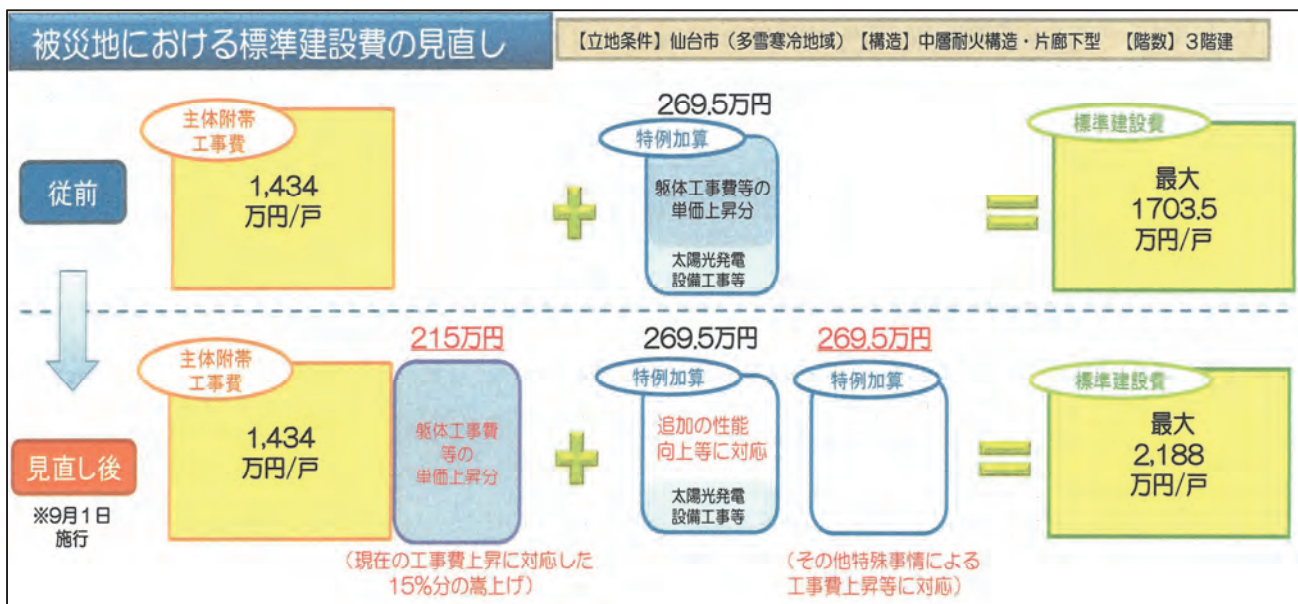 被災地における標準建設費の見直し
【立地条件】仙台市（多雪寒冷地域）【構造】中層耐火構造・片廊下型　【階数】３階建
従前
主体附帯
工事費
1,434
万円/戸
269.5万円
特例加算
躯体工事費等の
単価上昇分
太陽光発電
設備工事等
標準建設費
最大
1703.5
万円/戸
見直し後
※9月1日
施行
主体附帯
工事費
1,434
万円/戸
215万円
躯体工事費
等の
単価上昇分
（現在の工事費上昇に対応した
15%分の嵩上げ）
269.5万円
特例加算
追加の性能
向上等に対応
太陽光発電
設備工事等
269.5万円
特例加算
（その他特殊事情による
工事費上昇等に対応）
標準建設費
最大
2,188
万円/戸